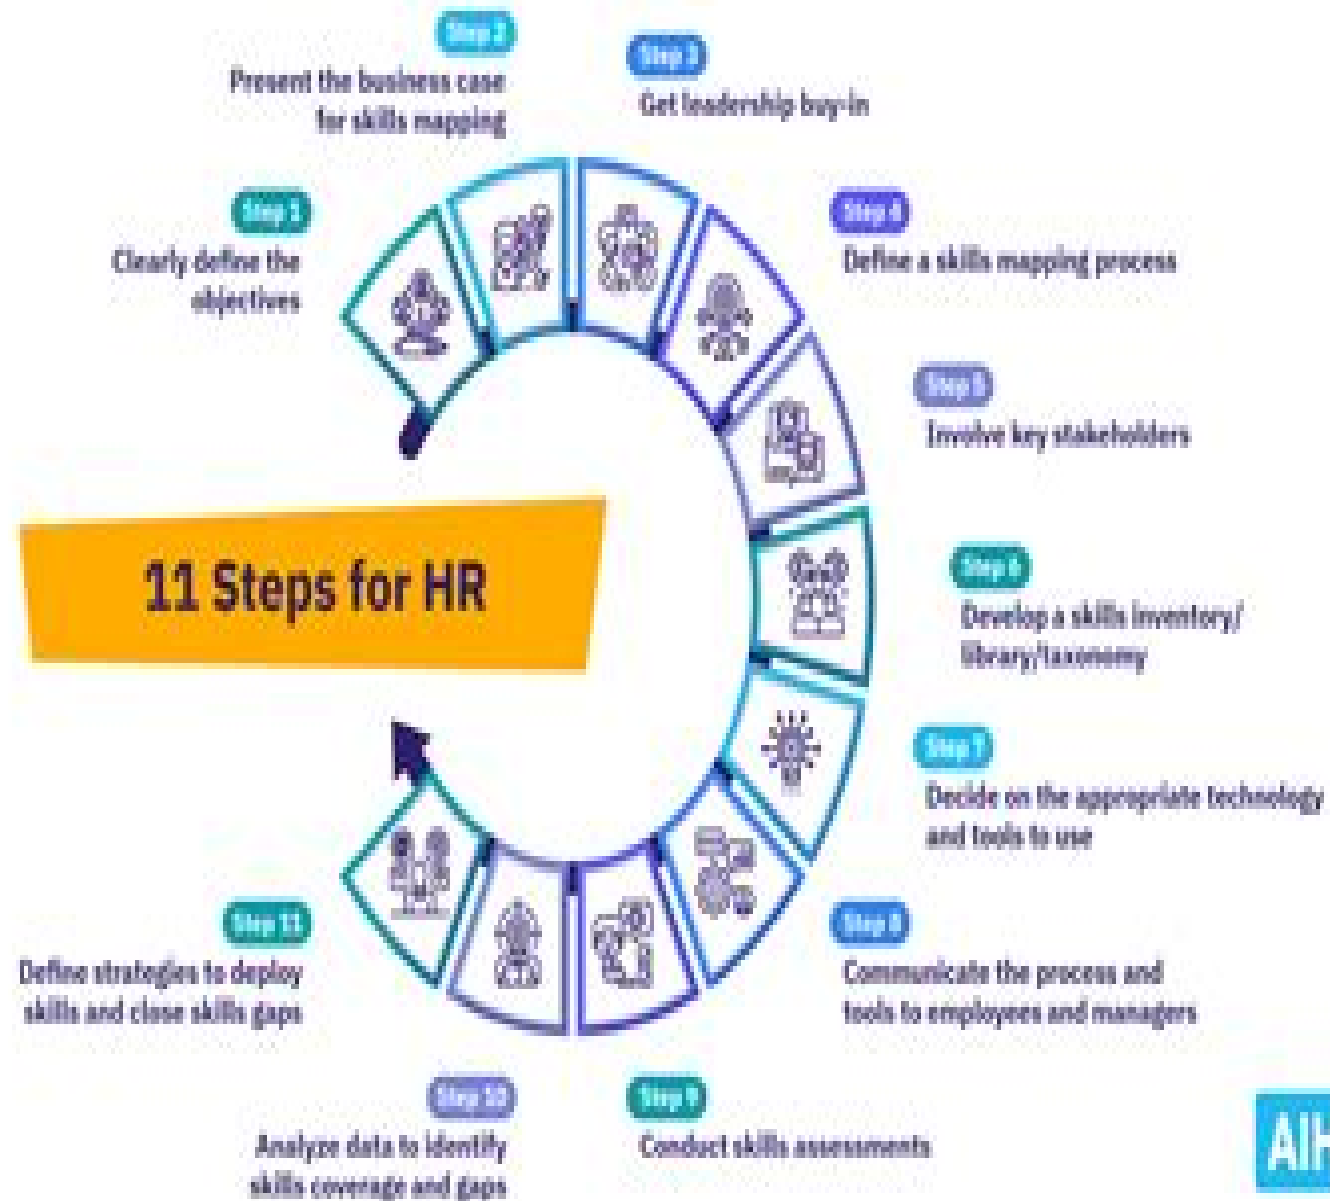 Step 1
Clearly define the
objectives
Step 2
Present the business case
for skills mapping
Step 3
Get leadership buy-in
Step 4
Define a skills mapping process
Step 5
Involve key stakeholders
Step 6
Develop a skills inventory/
library/taxonomy
Step 7
Decide on the appropriate technology
and tools to use
Step 8
Communicate the process and
tools to employees and managers
Step 9
Conduct skills assessments
Step 10
Analyze data to identify
skills coverage and gaps
Step 11
Define strategies to deploy
skills and close skills gaps
11 Steps for HR
AIH